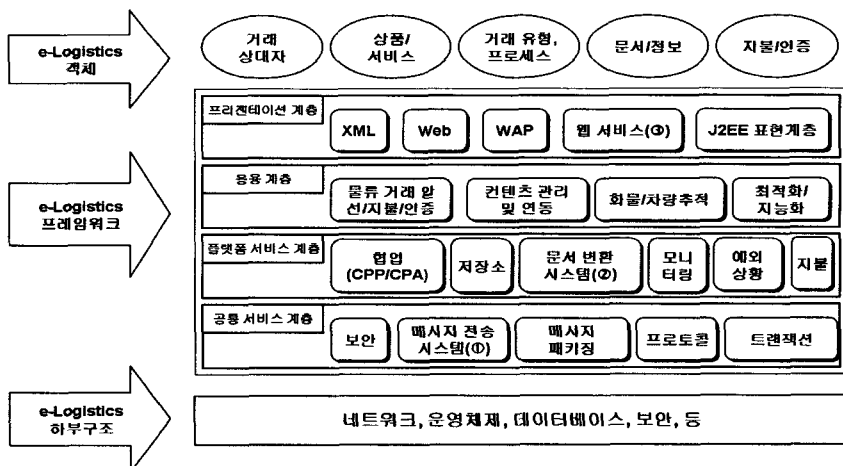 e-Logistics
객체
거래
상대자
상품/
서비스
거래 유형,
프로세스
문서/정보
지불/인증
e-Logistics
프레임워크
프리젠테이션 계층
XML
Web
WAP
웹 서비스(③)
J2EE 표현계층
응용 계층
물류 거래 알
선/지불/인증
컨텐츠 관리
및 연동
화물/차량추적
최적화/
지능화
플랫폼 서비스 계층
협업
(CPP/CPA)
저장소
문서 변환
시스템(②)
모니
터링
예외
상황
지불
공통 서비스 계층
보안
메시지 전송
시스템(①)
메시지
패키징
프로토콜
트랜잭션
e-Logistics
하부구조
네트워크, 운영체제, 데이터베이스, 보안, 등